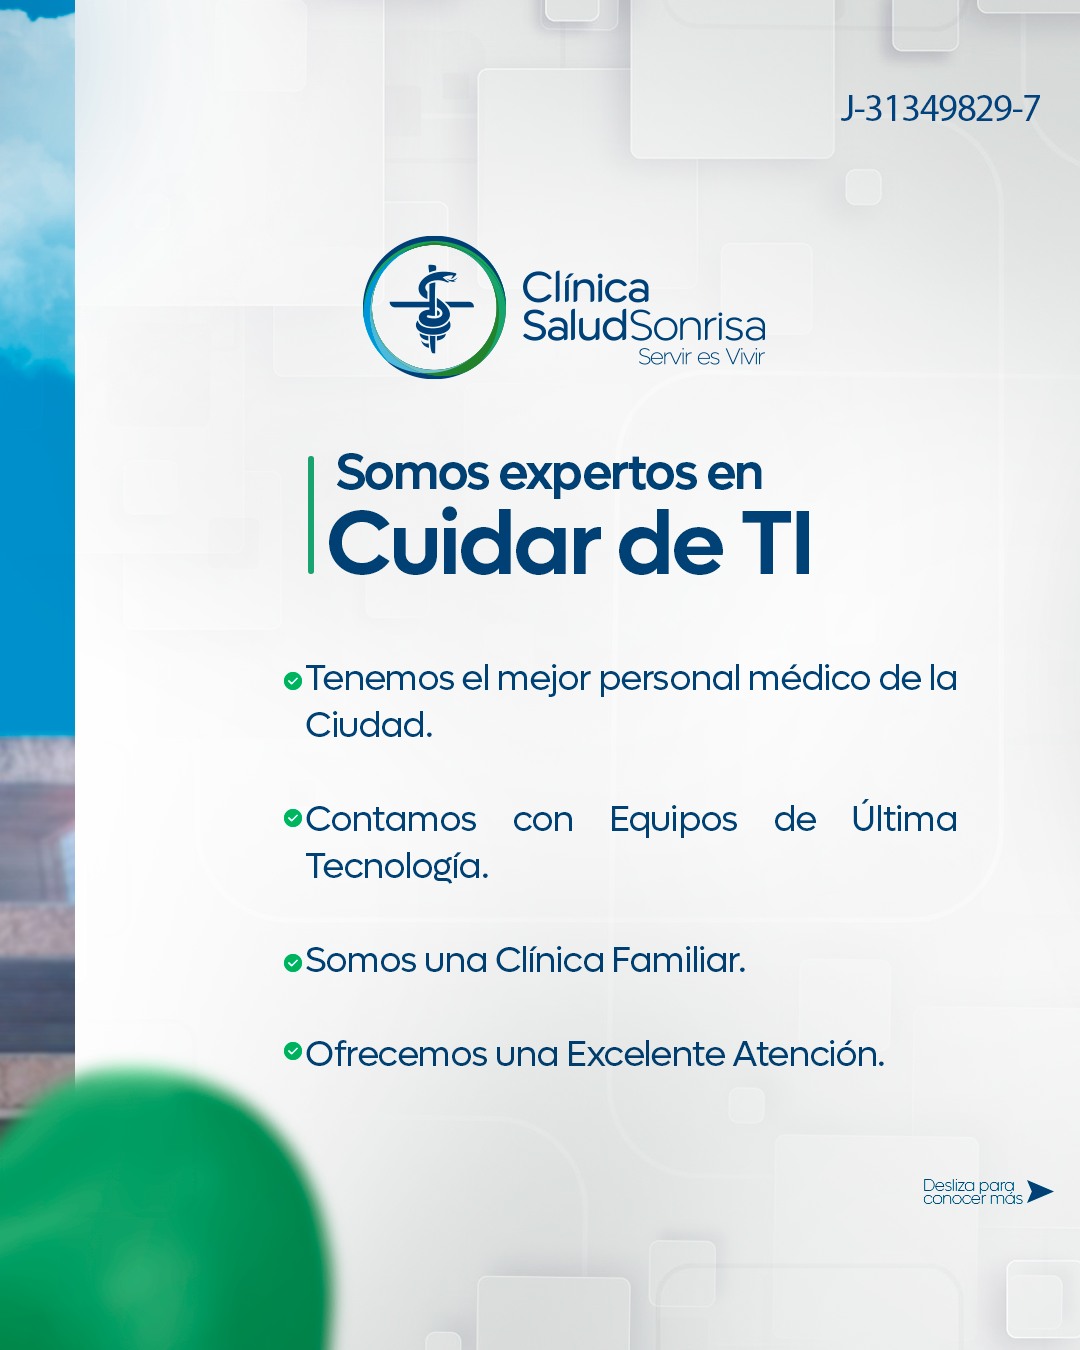 J-31349829-7
Clínica
SaludSonrisa
Servir es Vivir
Somos expertos en
Cuidar de TI
Tenemos el mejor personal médico de la
Ciudad.
Contamos con Equipos de Última
Tecnología.
Somos una Clínica Familiar.
Ofrecemos una Excelente Atención.
Desliza para
conocer más